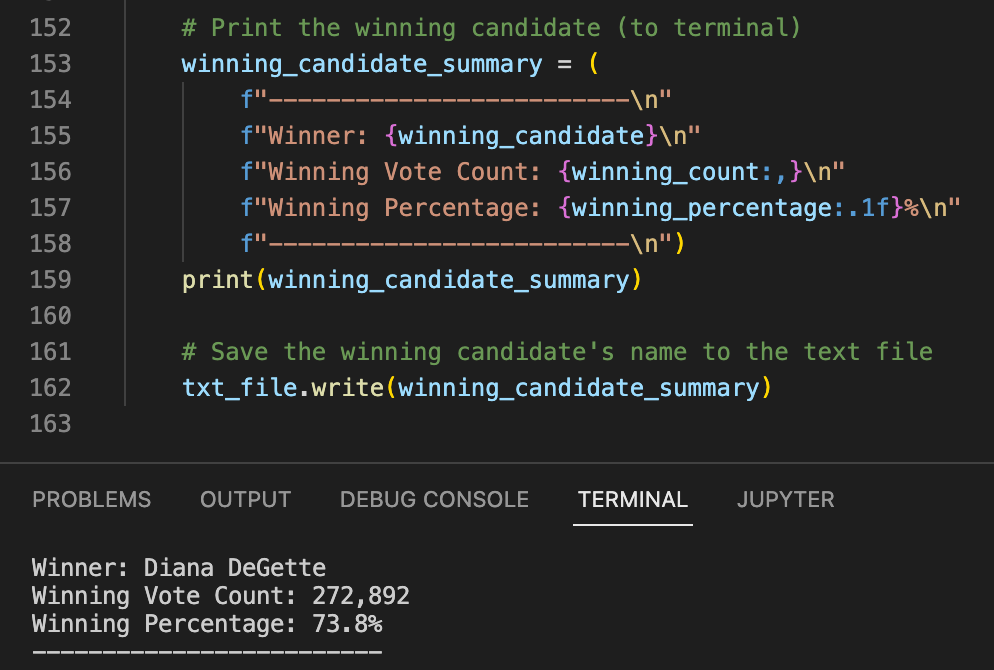 152 # Print the winning candidate (to terminal)
153 winning_candidate_summary = (
154 f"-------------------------\n"
155 f"Winner: {winning_candidate}\n"
156 f"Winning Vote Count: {winning_count:,}\n"
157 f"Winning Percentage: {winning_percentage:.1f}%\n"
158 f"-------------------------\n")
159 print(winning_candidate_summary)
160
161 # Save the winning candidate's name to the text file
162 txt_file.write(winning_candidate_summary)
163
PROBLEMS OUTPUT DEBUG CONSOLE TERMINAL JUPYTER
Winner: Diana DeGette
Winning Vote Count: 272,892
Winning Percentage: 73.8%
-------------------------